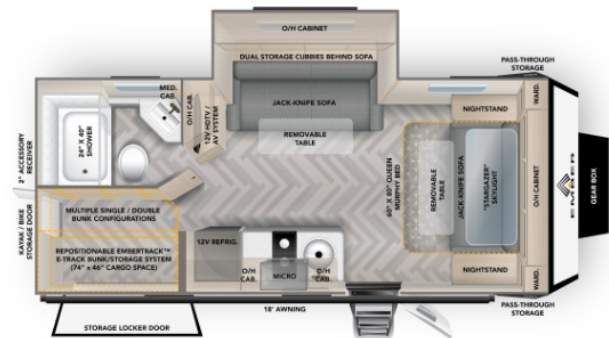 O/H CABINET
DUAL STORAGE CUBBIES BEHIND SOFA
JACK-KNIFE SOFA
REMOVABLE
TABLE
PASS-THROUGH
STORAGE
MED.
CAB.
O/H CAB.
12V HDTV /
AV SYSTEM
24" X 40"
SHOWER
2" ACCESSORY
RECEIVER
KAYAK / BIKE
STORAGE DOOR
MULTIPLE SINGLE / DOUBLE
BUNK CONFIGURATIONS
REPOSITIONABLE EMBERTRACK™
E-TRACK BUNK/STORAGE SYSTEM
(74" x 46" CARGO SPACE)
STORAGE LOCKER DOOR
12V REFRIG.
O/H
CAB.
MICRO
O/H
CAB.
18' AWNING
60" X 80" QUEEN
MURPHY BED
REMOVABLE
TABLE
JACK-KNIFE SOFA
"STARGAZER"
SKYLIGHT
NIGHTSTAND
NIGHTSTAND
WARD.
O/H CABINET
WARD.
EMBER
GEAR BOX
PASS-THROUGH
STORAGE